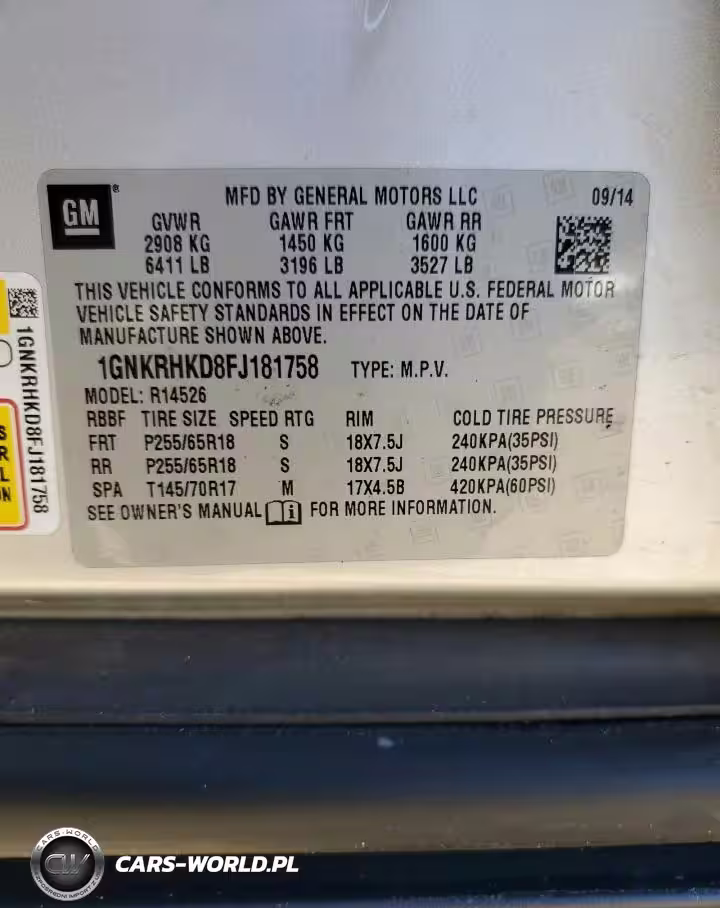 GM
MFD BY GENERAL MOTORS LLC 09/14
GVWR GAWR FRT GAWR RR
2908 KG 1450 KG 1600 KG
6411 LB 3196 LB 3527 LB
THIS VEHICLE CONFORMS TO ALL APPLICABLE U.S. FEDERAL MOTOR
VEHICLE SAFETY STANDARDS IN EFFECT ON THE DATE OF
MANUFACTURE SHOWN ABOVE.
1GNKRHKD8FJ181758 TYPE: M.P.V.
MODEL: R14526
RBBF TIRE SIZE SPEED RTG RIM COLD TIRE PRESSURE
FRT P255/65R18 S 18X7.5J 240KPA(35PSI)
RR P255/65R18 S 18X7.5J 240KPA(35PSI)
SPA T145/70R17 M 17X4.5B 420KPA(60PSI)
SEE OWNER'S MANUAL FOR MORE INFORMATION.
1GNKRHKD8FJ181758
CARS-WORLD
CW
CARS-WORLD.PL